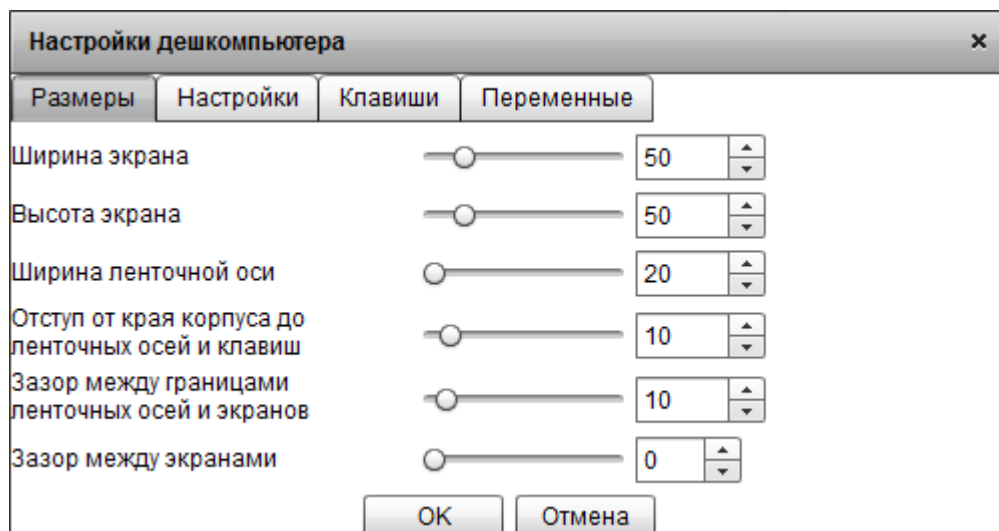 Настройки дешкомпьютера
Размеры Настройки Клавиши Переменные
Ширина экрана 50
Высота экрана 50
Ширина ленточной оси 20
Отступ от края корпуса до
ленточных осей и клавиш 10
Зазор между границами
ленточных осей и экранов 10
Зазор между экранами 0
OK Отмена